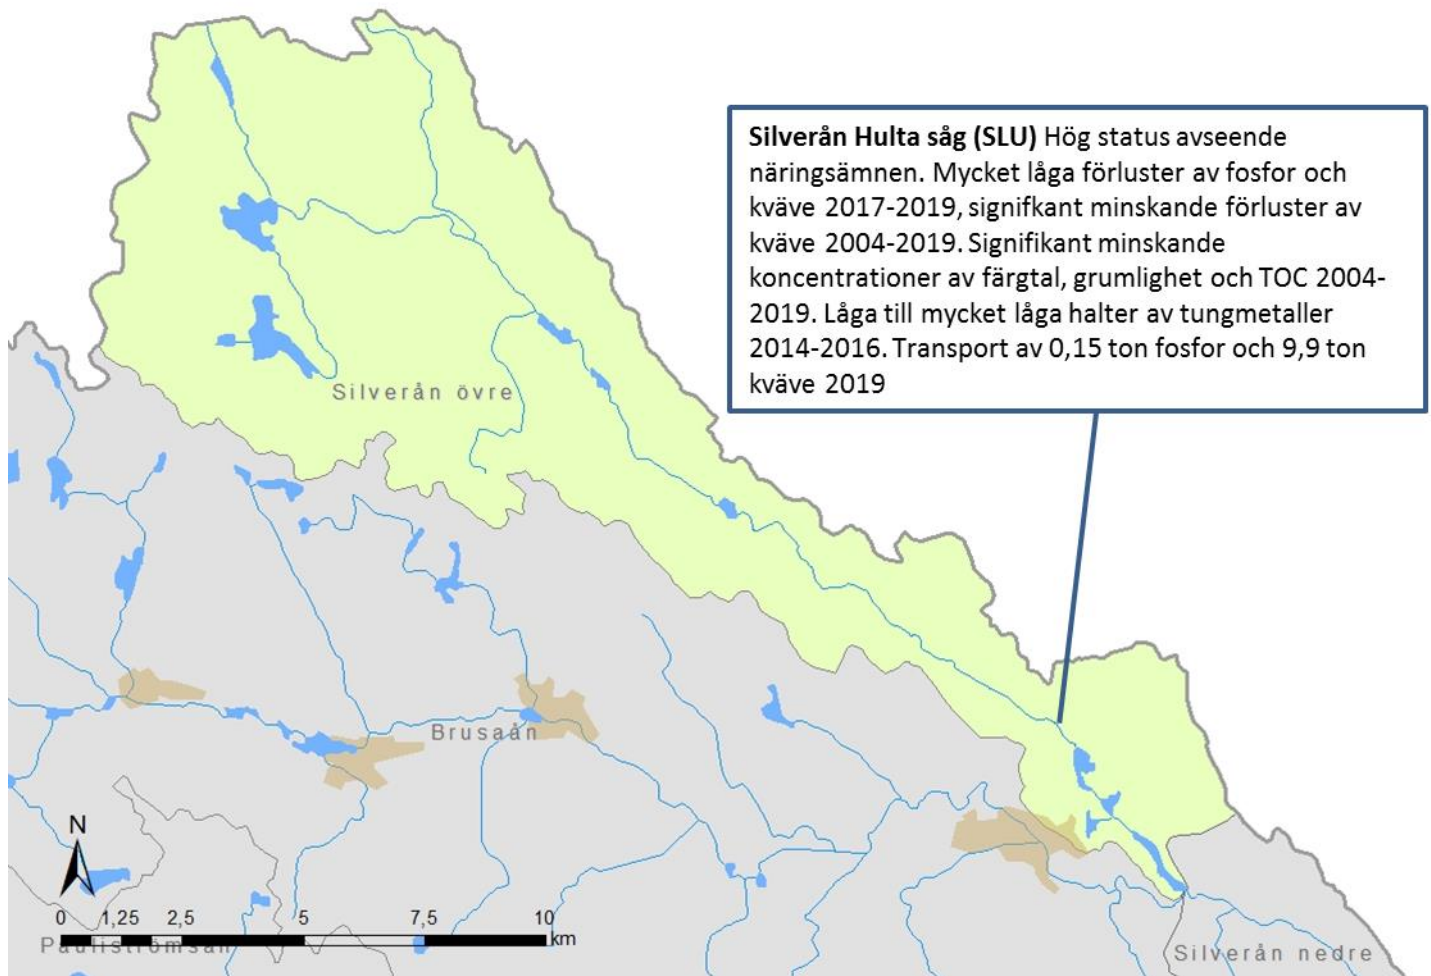 Silverån Hulta såg (SLU) Hög status avseende
näringsämnen. Mycket låga förluster av fosfor och
kväve 2017-2019, signifkant minskande förluster av
kväve 2004-2019. Signifikant minskande
koncentrationer av färgtal, grumlighet och TOC 2004-
2019. Låga till mycket låga halter av tungmetaller
2014-2016. Transport av 0,15 ton fosfor och 9,9 ton
kväve 2019
Silverån övre
Brusaån
N
0 1,25 2,5 5 7,5 10
km
Pauliströmsån
Silverån nedre